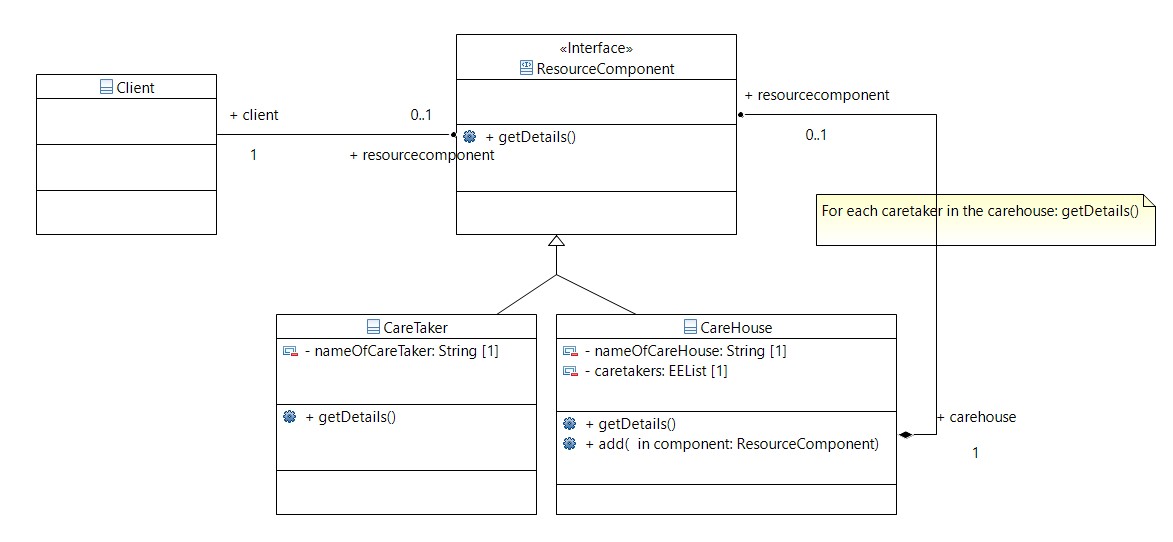 «Interface»
ResourceComponent
Client
+ client
0..1
1
+ resourcecomponent
+ getDetails()
+ resourcecomponent
0..1
For each caretaker in the carehouse: getDetails()
CareTaker
- nameOfCareTaker: String [1]
+ getDetails()
CareHouse
- nameOfCareHouse: String [1]
- caretakers: EEList [1]
+ getDetails()
+ add(  in component: ResourceComponent)
+ carehouse
1